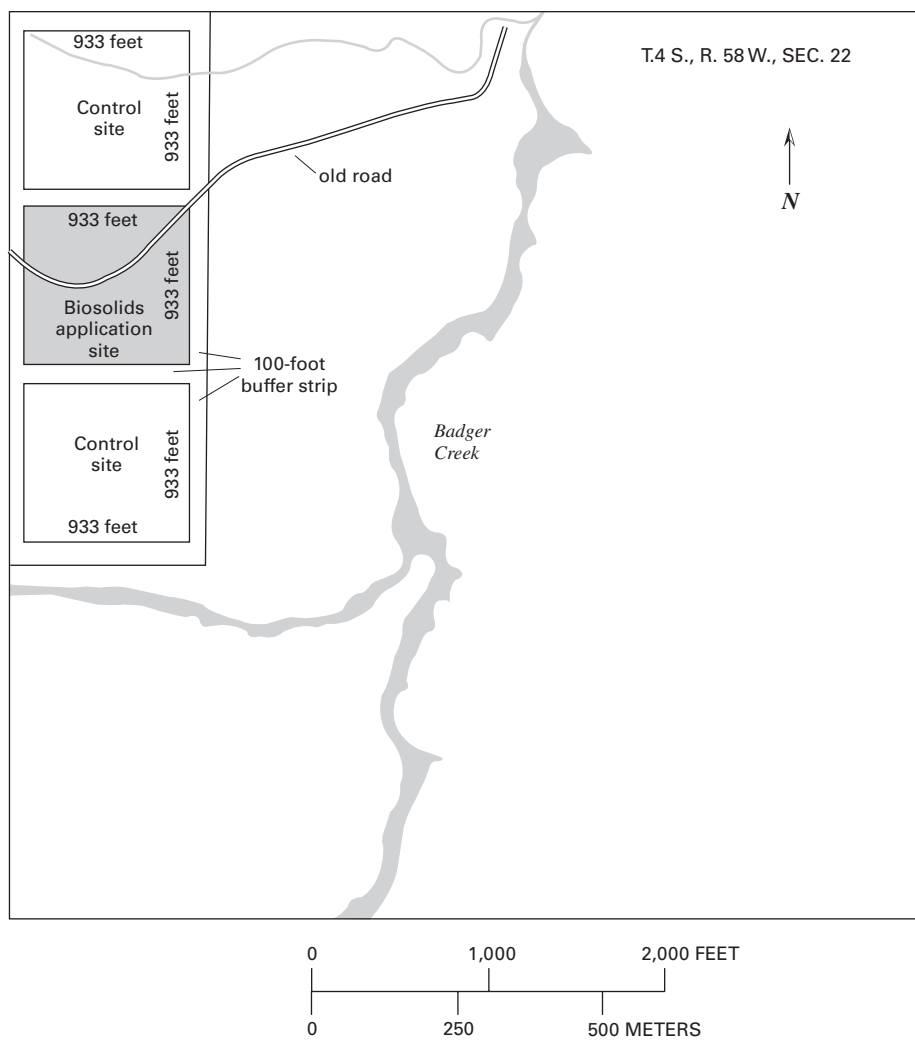 933 feet
Control
site
933 feet
T.4 S., R. 58 W., SEC. 22
N
old road
933 feet
933 feet
Biosolids
application
site
100-foot
buffer strip
Control
site
933 feet
933 feet
Badger
Creek
0 1,000 2,000 FEET
0 250 500 METERS